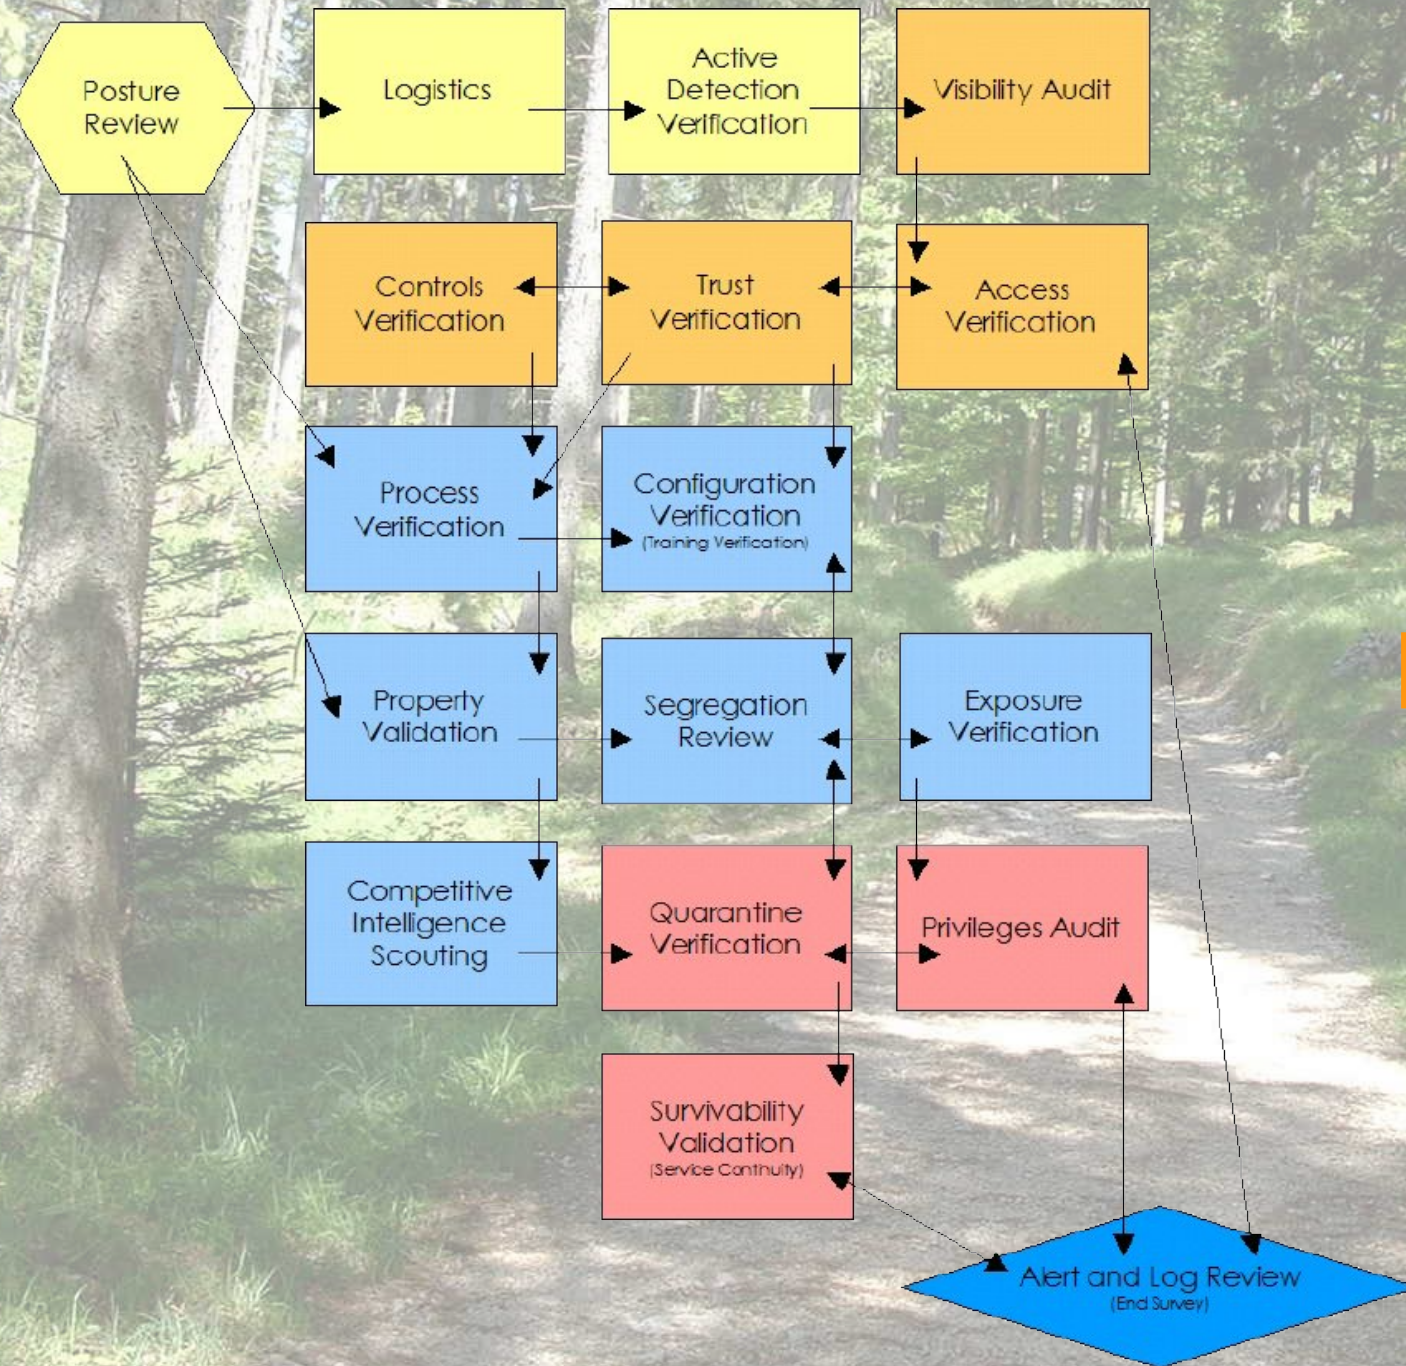 Posture
Review
Logistics
Active
Detection
Verification
Visibility Audit
Controls
Verification
Trust
Verification
Access
Verification
Process
Verification
Configuration
Verification
(Training Verification)
Property
Validation
Segregation
Review
Exposure
Verification
Competitive
Intelligence
Scouting
Quarantine
Verification
Privileges Audit
Survivability
Validation
(Service Continuity)
Alert and Log Review
(End Survey)